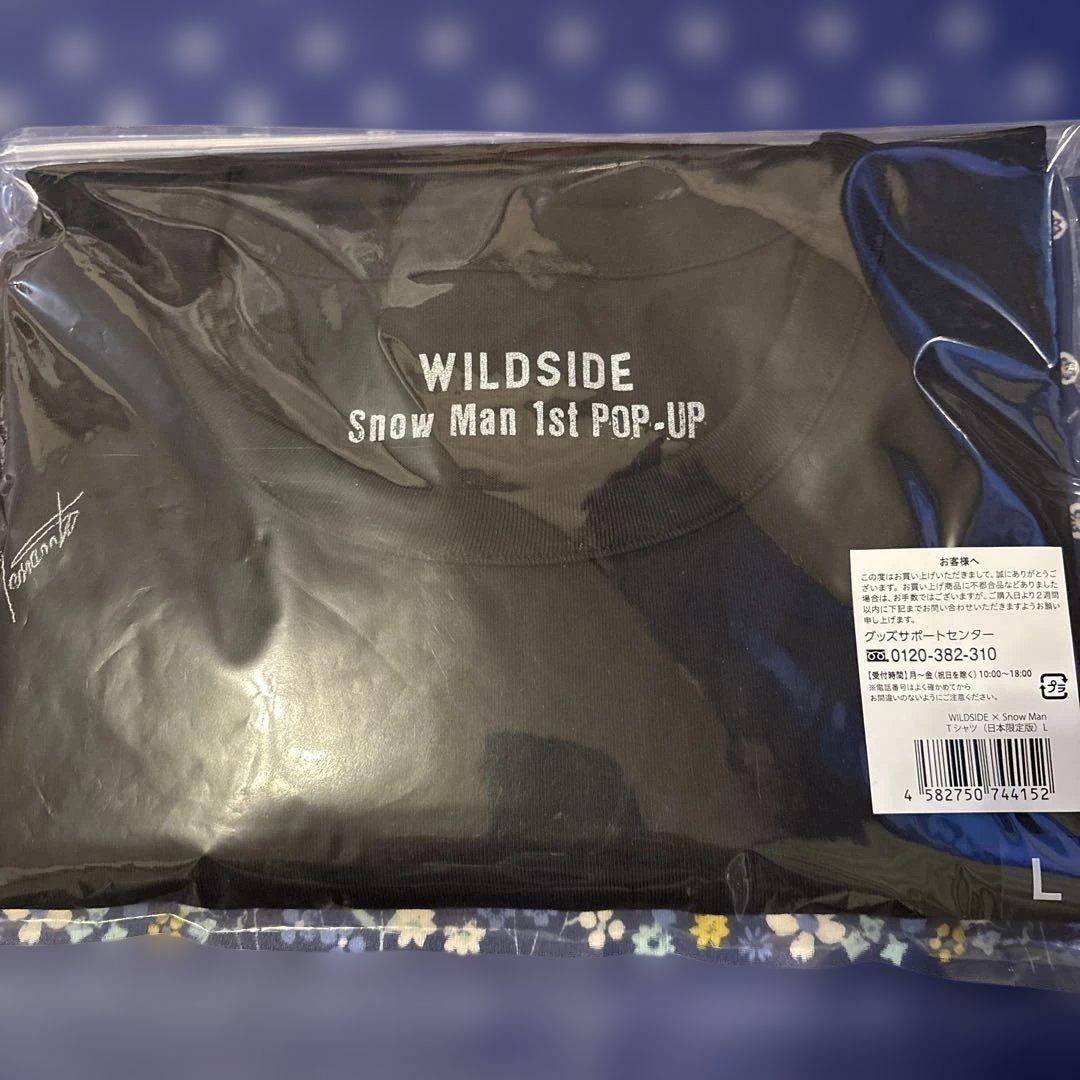 WILDSIDE
Snow Man 1st POP-UP
お客様へ
この度はお買い上げいただきまして、誠にありがとうご
ざいます。お買い上げ商品に不都合品などありました
場合は、お手数ではございますが、ご購入日より2週間
以内に下記までお問い合わせいただきますようお願い
申し上げます。
グッズサポートセンター
0120-382-310
【受付時間】月〜金（祝日を除く）10:00〜18:00
※電話番号はよく確かめてから
お間違いのないようにご注意ください。
プラ
WILDSIDE × Snow Man
Tシャツ（日本限定版）L
4 582750 744152
L